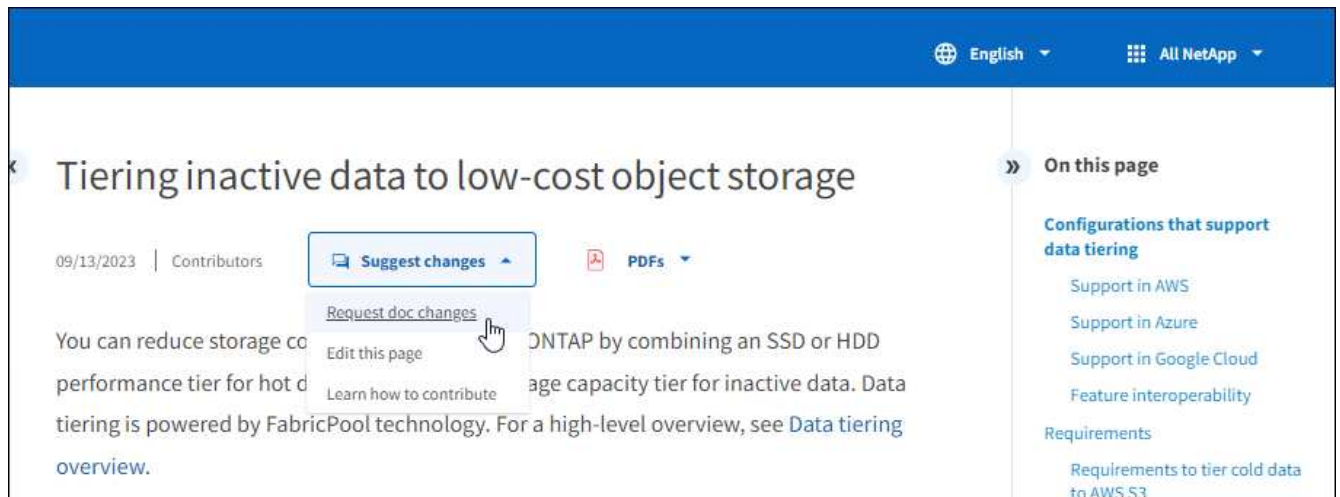 English
All NetApp
Tiering inactive data to low-cost object storage
09/13/2023
Contributors
Suggest changes
PDFs
Request doc changes
Edit this page
Learn how to contribute
You can reduce storage co ONTAP by combining an SSD or HDD
performance tier for hot d age capacity tier for inactive data. Data
tiering is powered by FabricPool technology. For a high-level overview, see Data tiering
overview.
On this page
Configurations that support
data tiering
Support in AWS
Support in Azure
Support in Google Cloud
Feature interoperability
Requirements
Requirements to tier cold data
to AWS S3